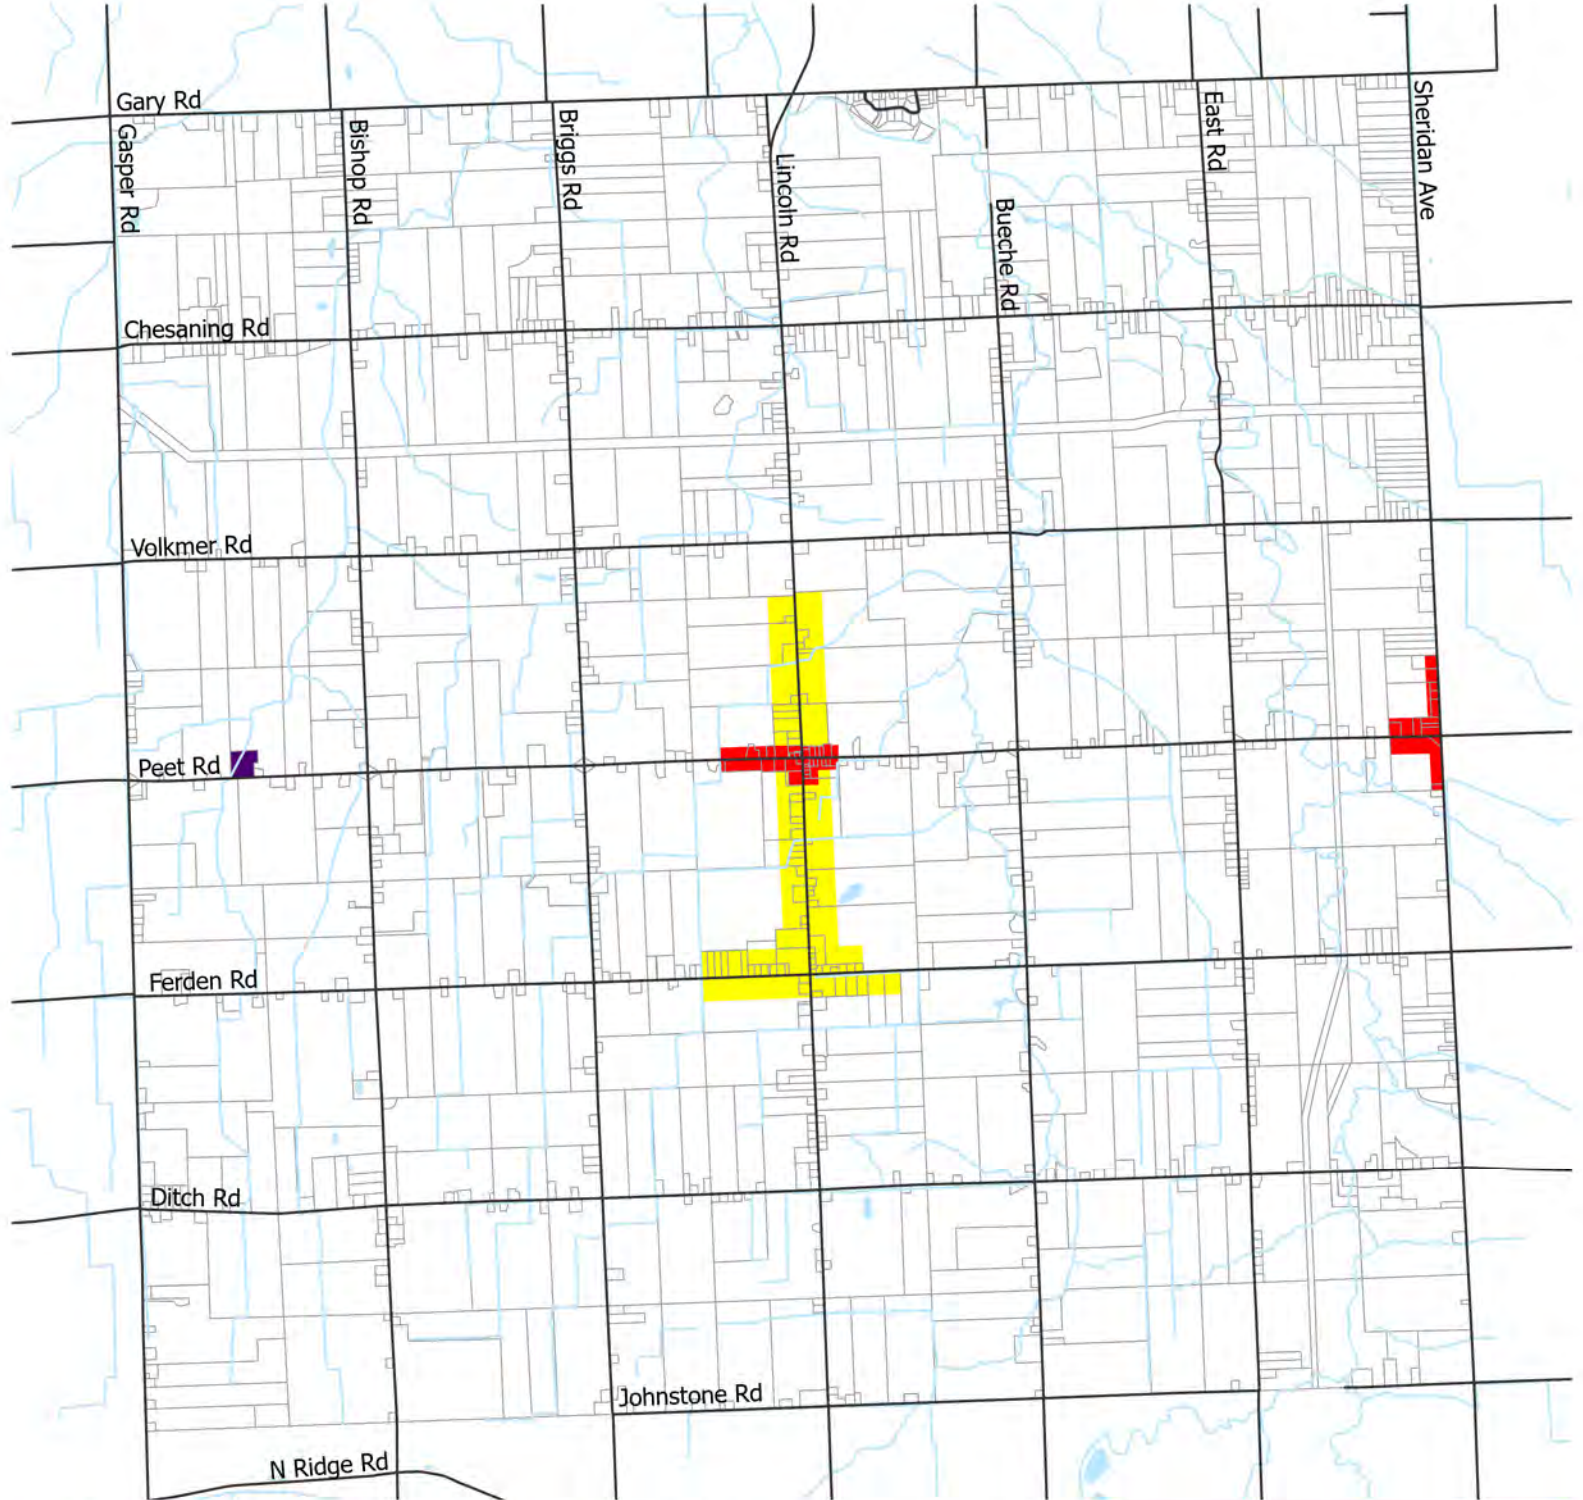 Gary Rd
Gasper Rd
Bishop Rd
Briggs Rd
Lincoln Rd
Bueche Rd
East Rd
Sheridan Ave
Chesaning Rd
Volkmer Rd
Peet Rd
Ferden Rd
Ditch Rd
Johnstone Rd
N Ridge Rd